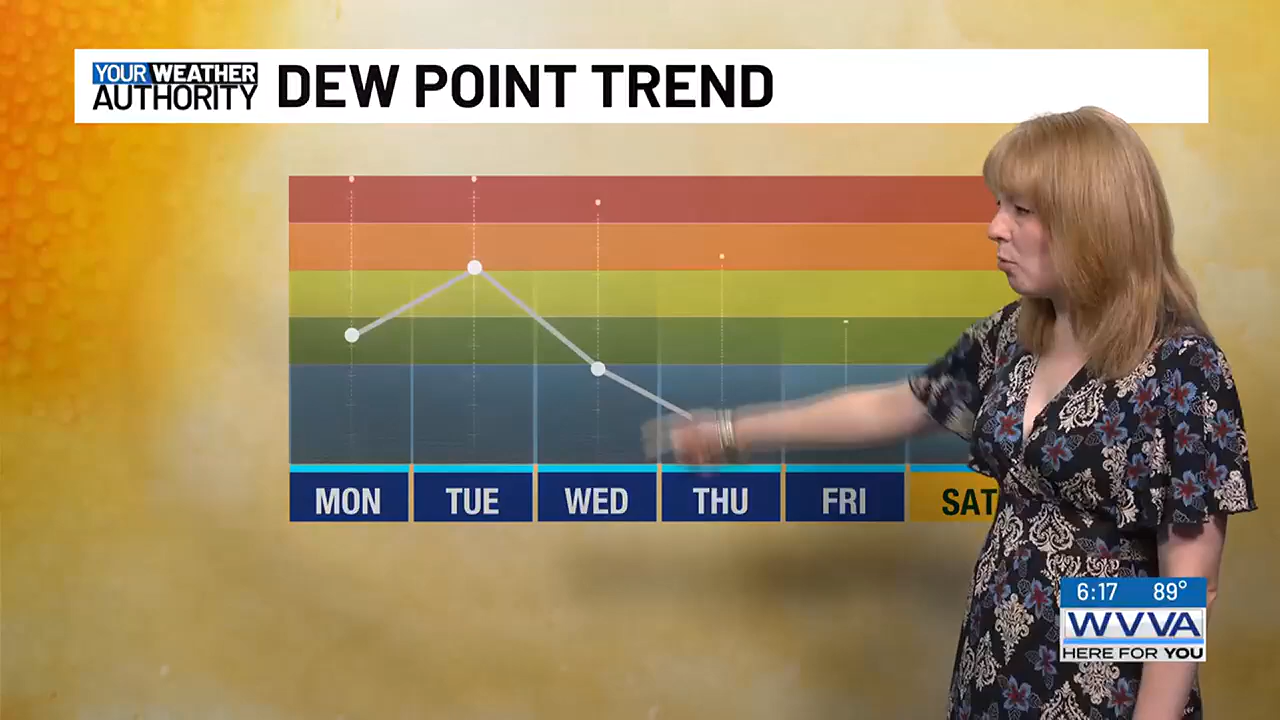 YOUR WEATHER
AUTHORITY
DEW POINT TREND
MON TUE WED THU FRI SAT
6:17 89°
WVVA
HERE FOR YOU